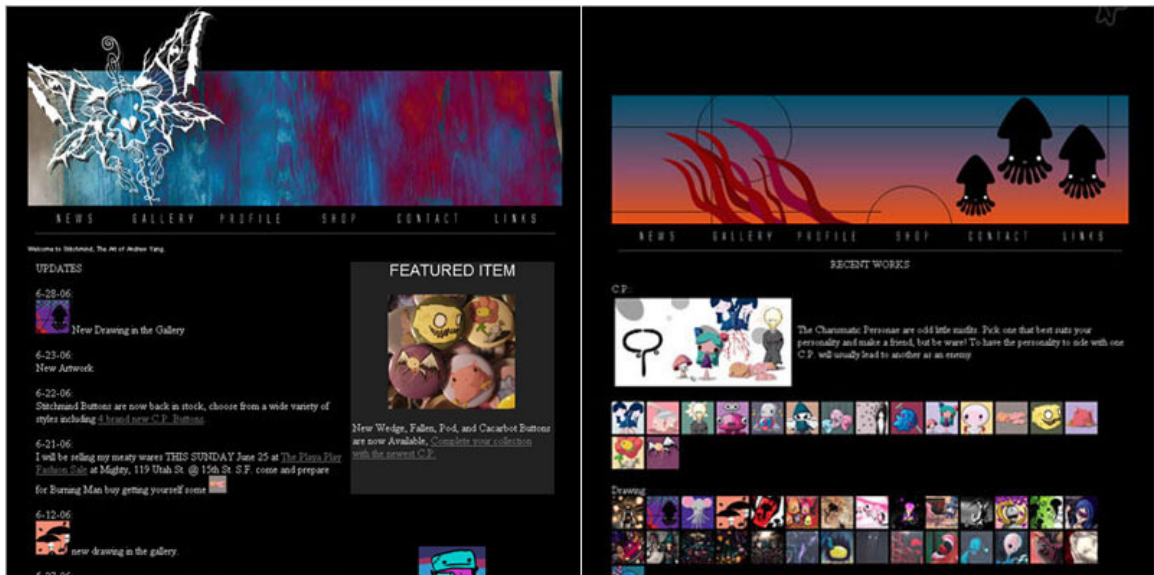 NEWS GALLERY PROFILE SHOP CONTACT LINKS
Welcome to Stitchmind, The Art of Andrew Yang.
UPDATES
6-28-06:
New Drawing in the Gallery
6-23-06:
New Artwork
6-22-06:
Stitchmind Buttons are now back in stock, choose from a wide variety of
styles including 4 brand new C.P. Buttons.
6-21-06:
I will be selling my meaty wares THIS SUNDAY June 25 at The Playa Play
Fashion Sale at Mighty, 119 Utah St. @ 15th St. S.F. come and prepare
for Burning Man buy getting yourself some
6-12-06:
new drawing in the gallery.
FEATURED ITEM
New Wedge, Fallen, Pod, and Cacarbot Buttons
are now Available, Complete your collection
with the newest C.P.
NEWS GALLERY PROFILE SHOP CONTACT LINKS
RECENT WORKS
C.P.:
The Charismatic Personae are odd little misfits. Pick one that best suits your
personality and make a friend, but be ware! To have the personality to ride with one
C.P. will usually lead to another as an enemy.
Drawing